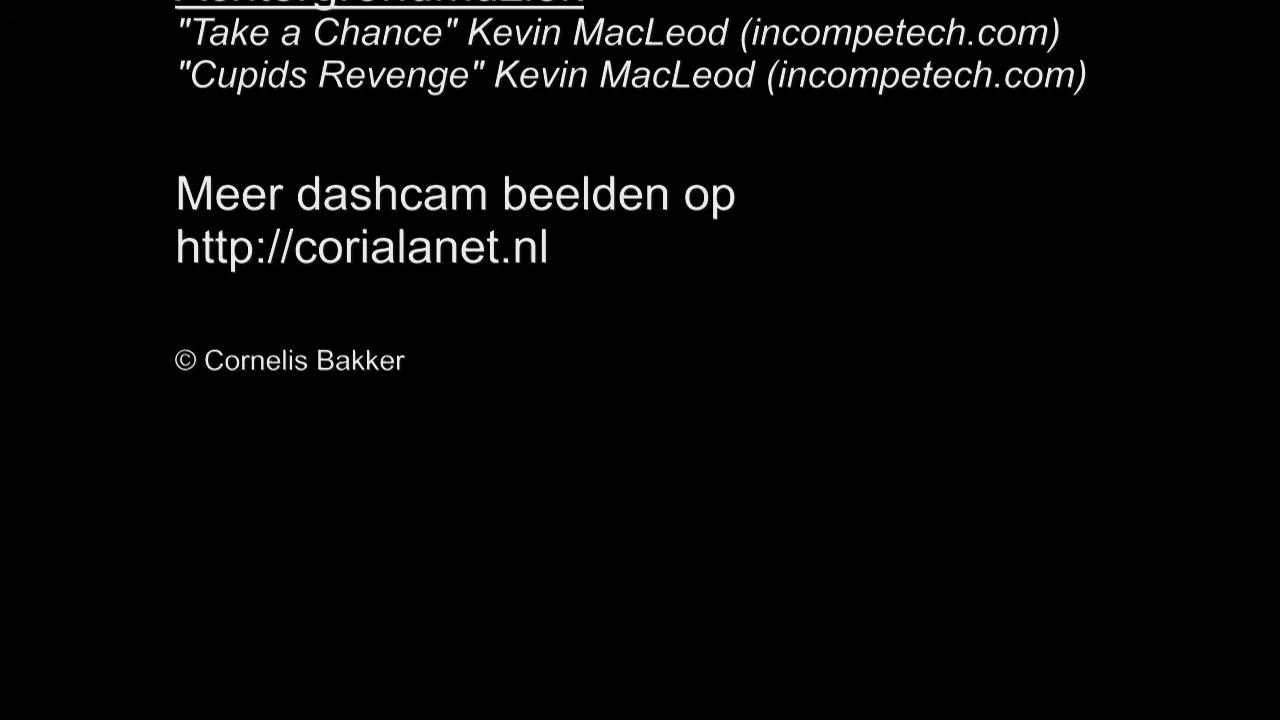 Achtergrondmuziek
"Take a Chance" Kevin MacLeod (incompetech.com)
"Cupids Revenge" Kevin MacLeod (incompetech.com)
Meer dashcam beelden op
http://corialanet.nl
© Cornelis Bakker